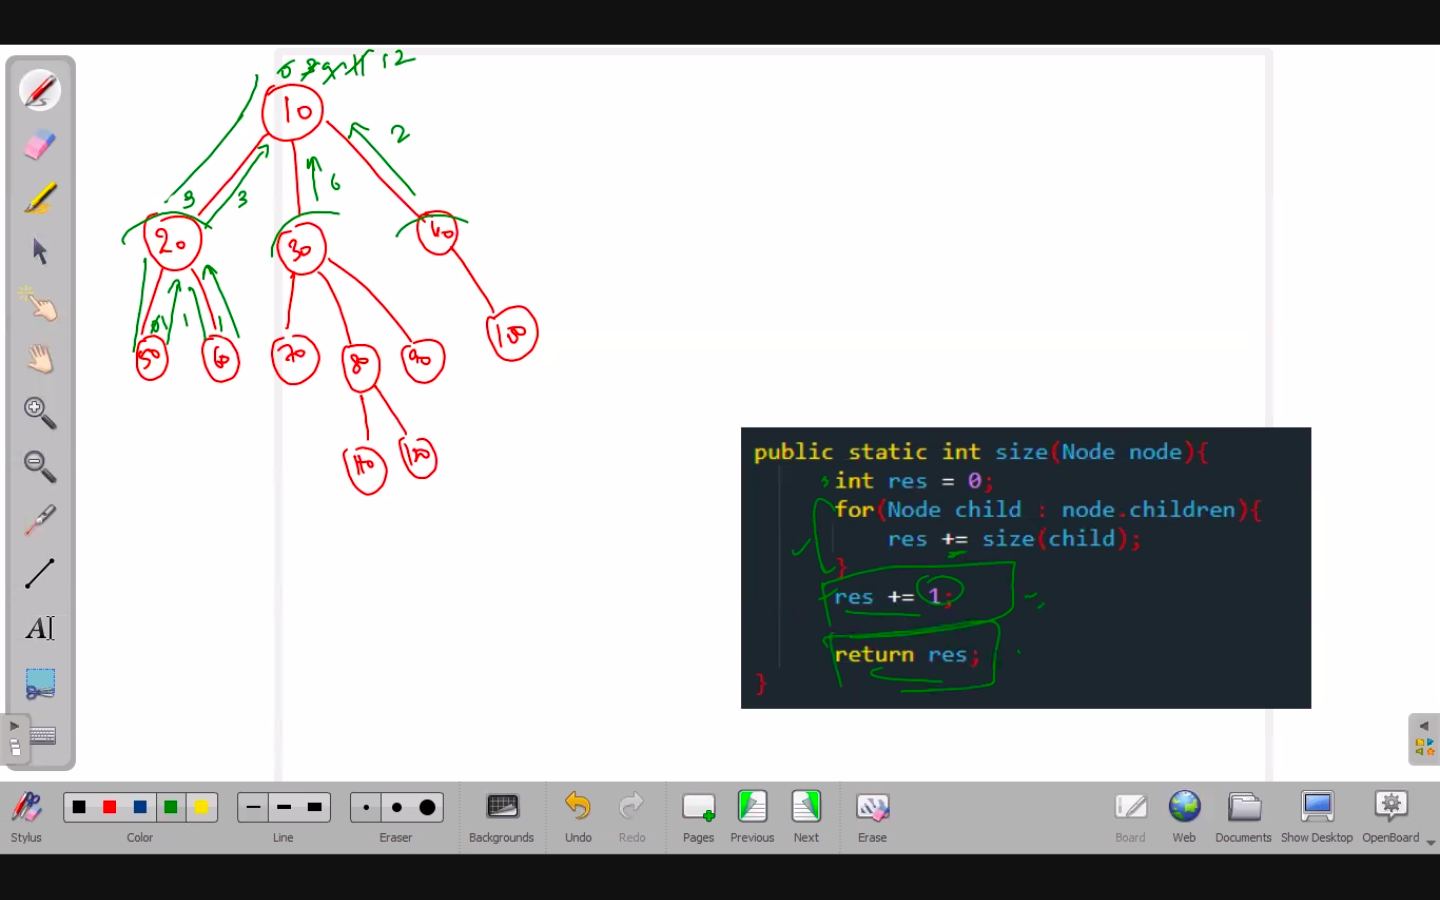 0 3 9 11 12
10
2
6
3
20
30
40
1
1
50
60
70
80
90
100
110
120
public static int size(Node node){
int res = 0;
for(Node child : node.children){
res += size(child);
}
res += 1;
return res;
}
Stylus
Color
Line
Eraser
Backgrounds
Undo
Redo
Pages
Previous
Next
Erase
Board
Web
Documents
Show Desktop
OpenBoard